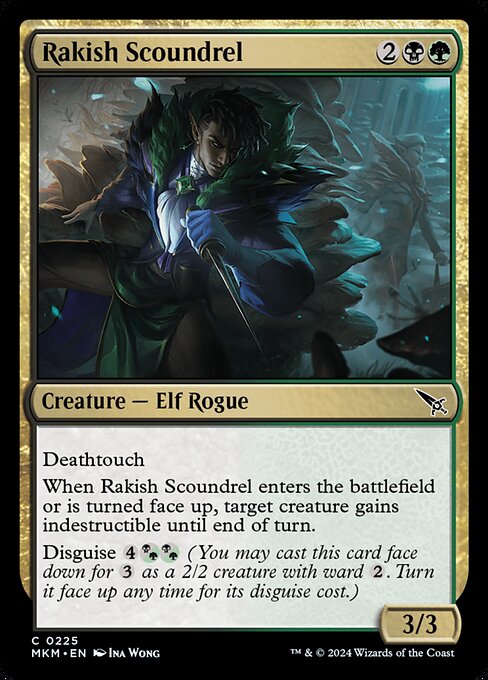 Rakish Scoundrel 2
Creature — Elf Rogue
Deathtouch
When Rakish Scoundrel enters the battlefield
or is turned face up, target creature gains
indestructible until end of turn.
Disguise 4 (You may cast this card face
down for 3 as a 2/2 creature with ward 2. Turn
it face up any time for its disguise cost.)
3/3
C 0225
MKM • EN Ina Wong
™ & © 2024 Wizards of the Coast